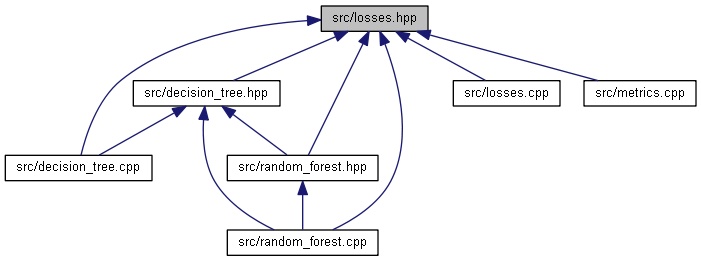 src/losses.hpp
src/decision_tree.hpp
src/losses.cpp
src/metrics.cpp
src/decision_tree.cpp
src/random_forest.hpp
src/random_forest.cpp